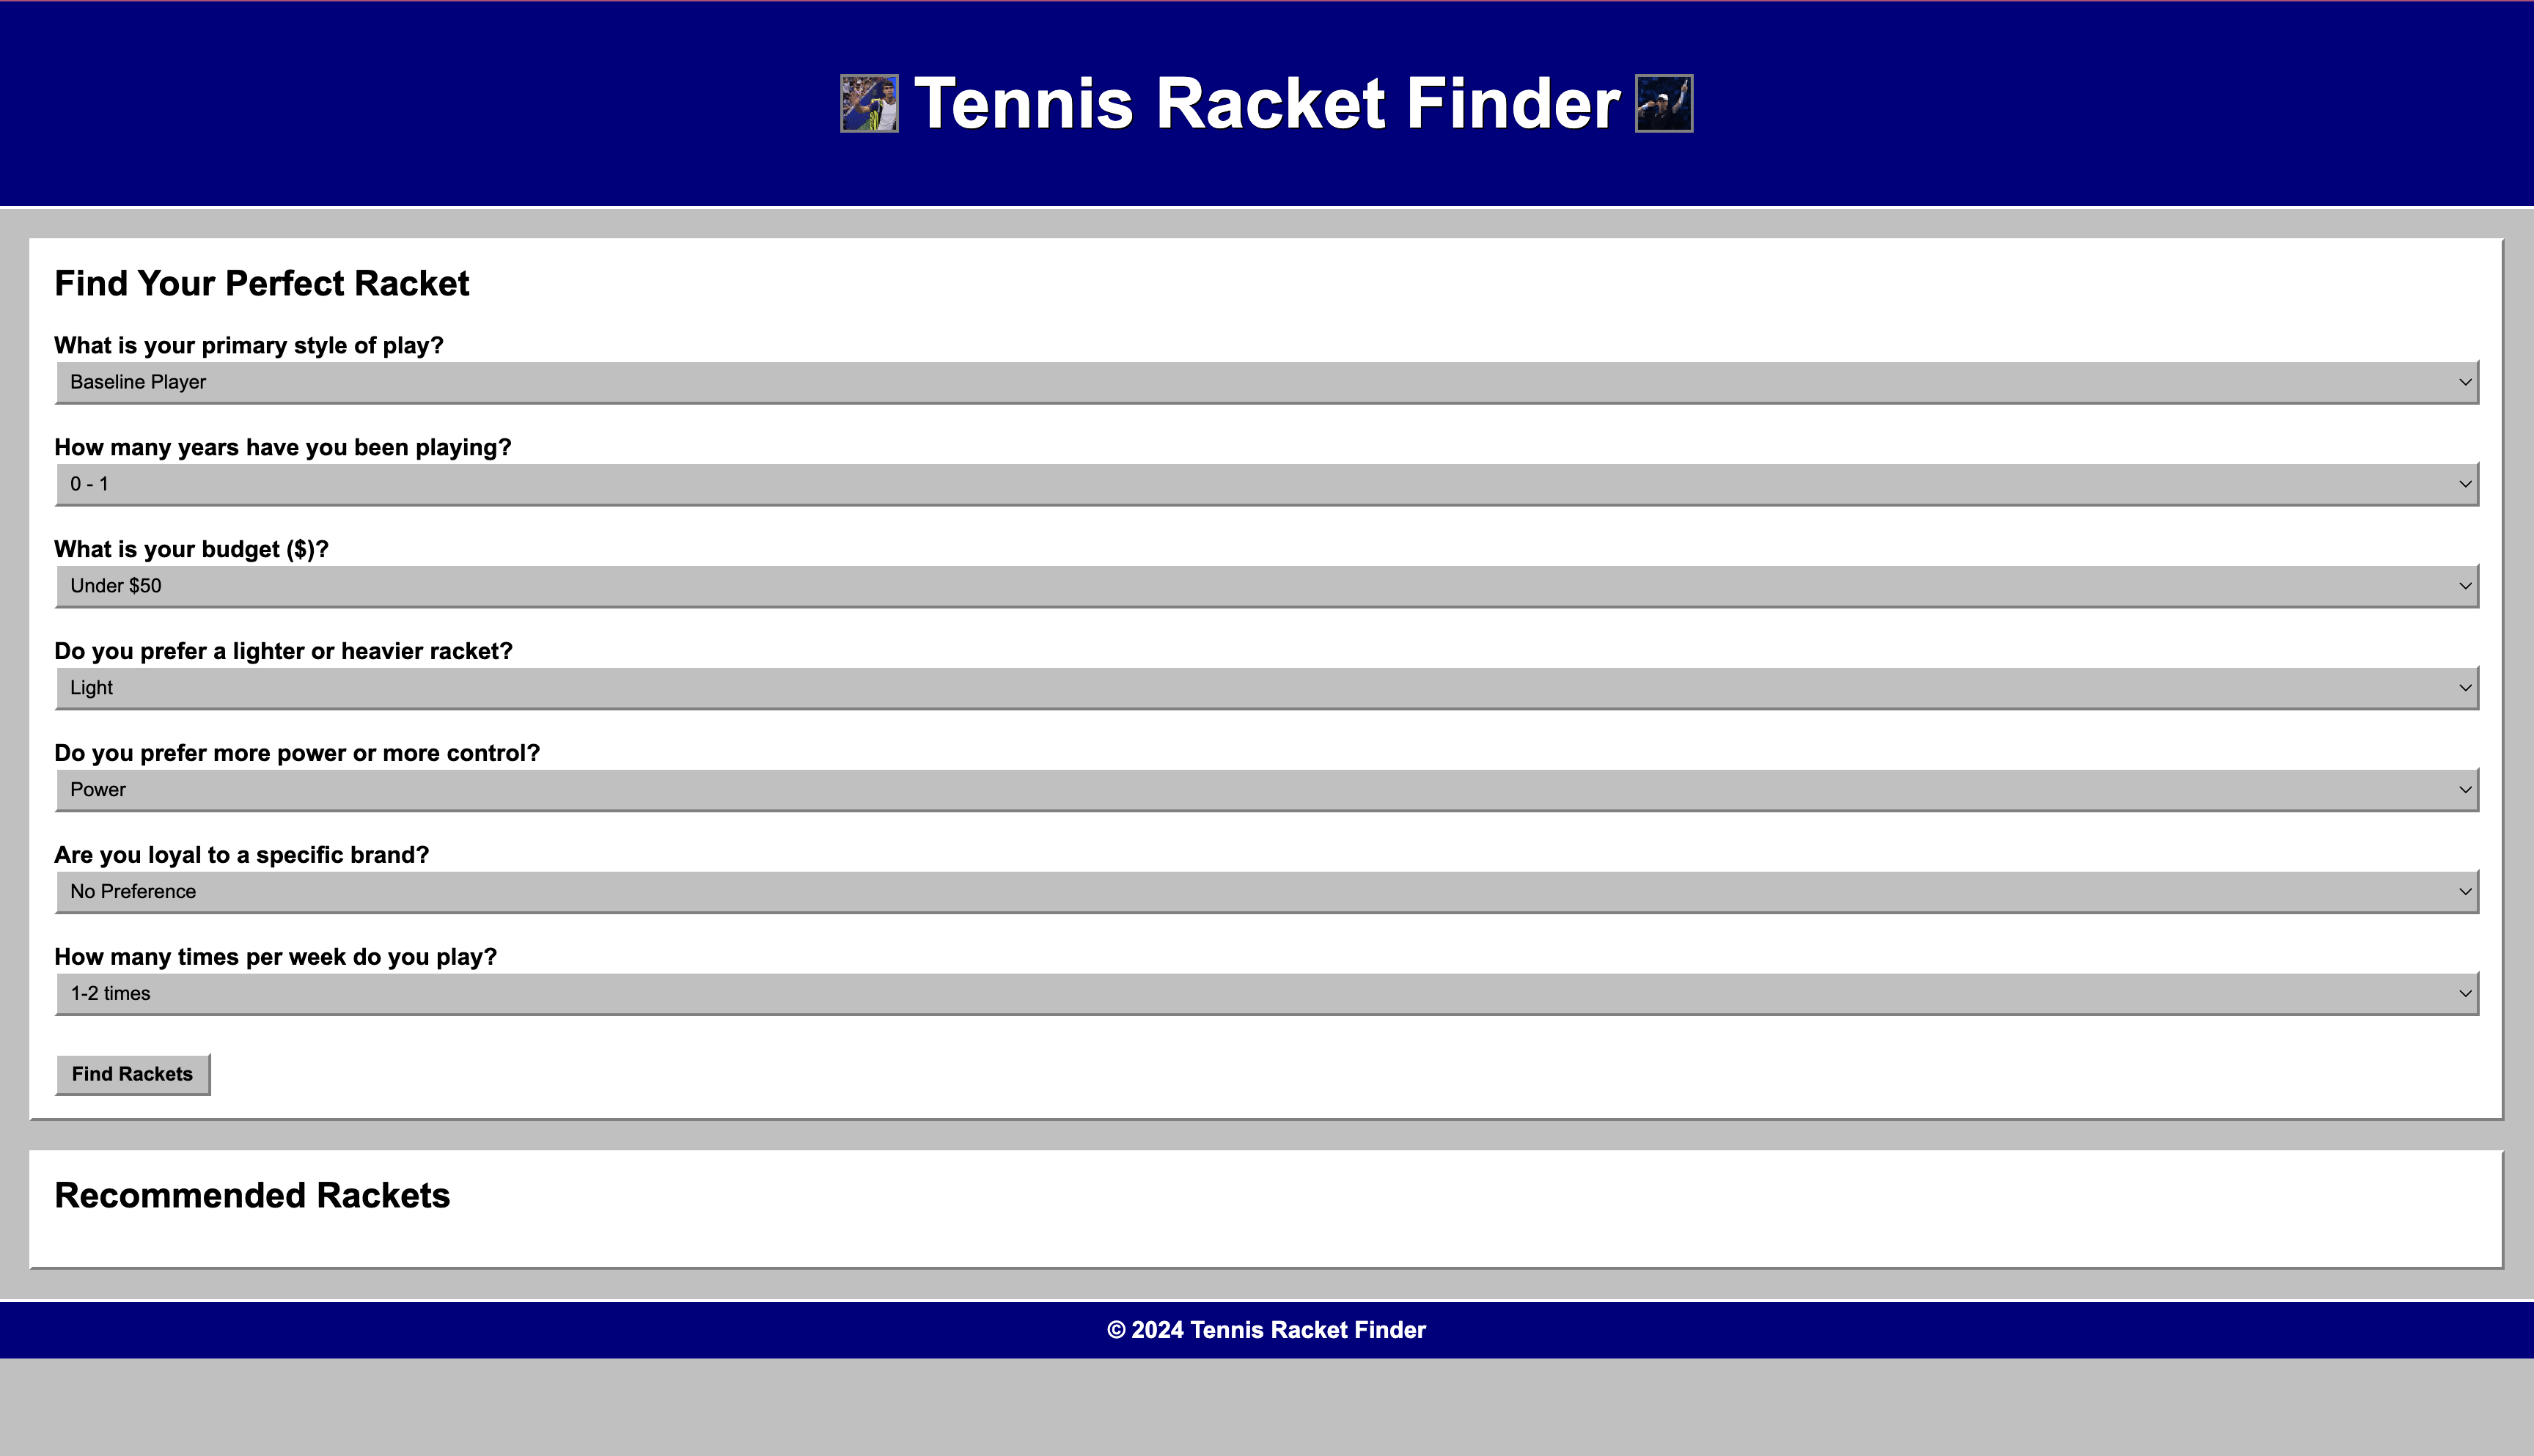 Tennis Racket Finder
Find Your Perfect Racket
What is your primary style of play?
Baseline Player
How many years have you been playing?
0 - 1
What is your budget ($)?
Under $50
Do you prefer a lighter or heavier racket?
Light
Do you prefer more power or more control?
Power
Are you loyal to a specific brand?
No Preference
How many times per week do you play?
1-2 times
Find Rackets
Recommended Rackets
© 2024 Tennis Racket Finder